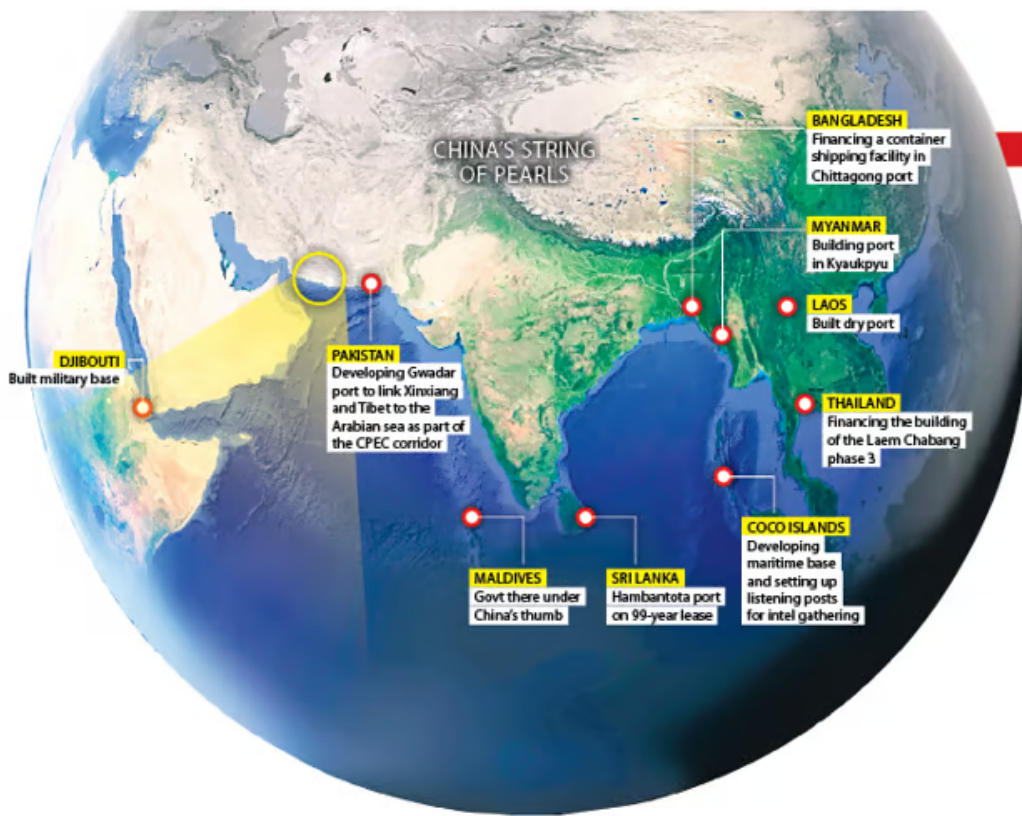 CHINA'S STRING
OF PEARLS
BANGLADESH
Financing a container
shipping facility in
Chittagong port
MYANMAR
Building port
in Kyaukpyu
LAOS
Built dry port
THAILAND
Financing the building
of the Laem Chabang
phase 3
COCO ISLANDS
Developing
maritime base
and setting up
listening posts
for intel gathering
SRI LANKA
Hambantota port
on 99-year lease
MALDIVES
Govt there under
China's thumb
PAKISTAN
Developing Gwadar
port to link Xinxiang
and Tibet to the
Arabian sea as part of
the CPEC corridor
DJIBOUTI
Built military base